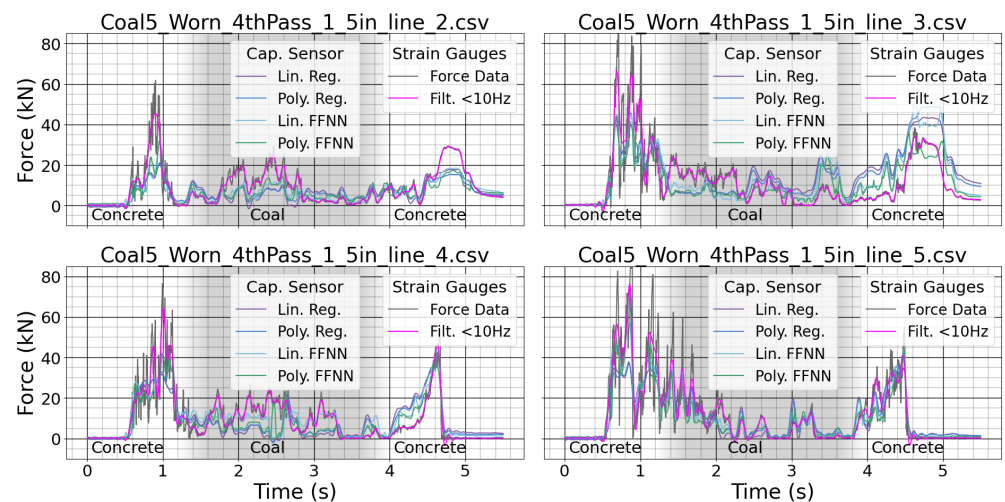 Coal5_Worn_4thPass_1_5in_line_2.csv
80
60
40
20
0
Force (kN)
Cap. Sensor
Lin. Reg.
Poly. Reg.
Lin. FFNN
Poly. FFNN
Strain Gauges
Force Data
Filt. <10Hz
Concrete
Coal
Concrete
Coal5_Worn_4thPass_1_5in_line_3.csv
Cap. Sensor
Lin. Reg.
Poly. Reg.
Lin. FFNN
Poly. FFNN
Strain Gauges
Force Data
Filt. <10Hz
Concrete
Coal
Concrete
Coal5_Worn_4thPass_1_5in_line_4.csv
80
60
40
20
0
Force (kN)
Cap. Sensor
Lin. Reg.
Poly. Reg.
Lin. FFNN
Poly. FFNN
Strain Gauges
Force Data
Filt. <10Hz
Concrete
Coal
Concrete
0 1 2 3 4 5
Time (s)
Coal5_Worn_4thPass_1_5in_line_5.csv
Cap. Sensor
Lin. Reg.
Poly. Reg.
Lin. FFNN
Poly. FFNN
Strain Gauges
Force Data
Filt. <10Hz
Concrete
Coal
Concrete
0 1 2 3 4 5
Time (s)